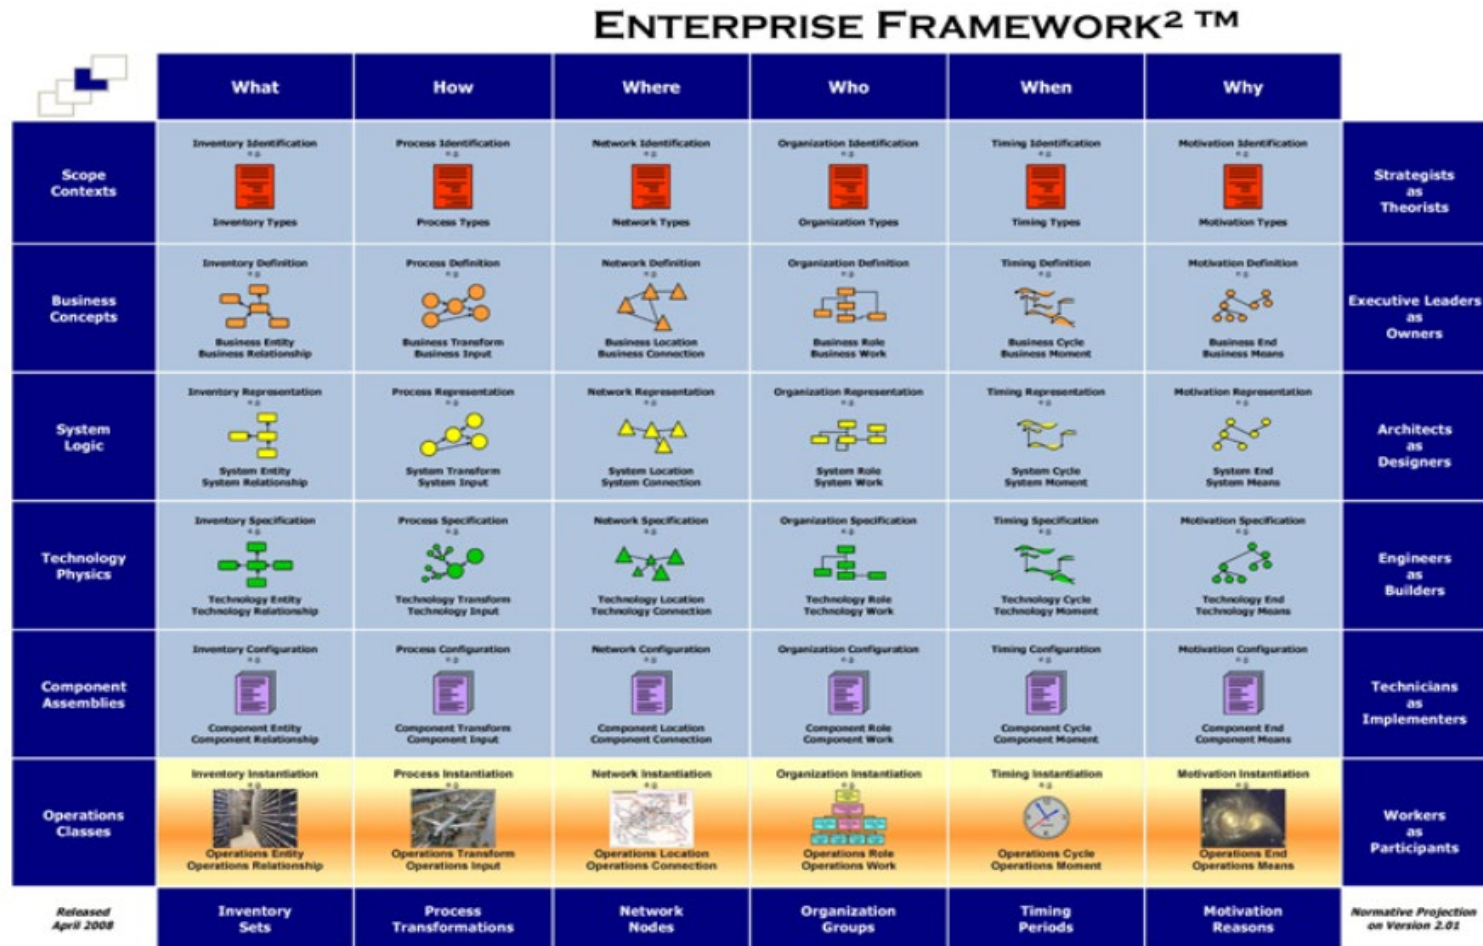 ENTERPRISE FRAMEWORK² ™
What How Where Who When Why
Scope
Contexts
Inventory Identification
e.g.
Inventory Types
Process Identification
e.g.
Process Types
Network Identification
e.g.
Network Types
Organization Identification
e.g.
Organization Types
Timing Identification
e.g.
Timing Types
Motivation Identification
e.g.
Motivation Types
Strategists
as
Theorists
Business
Concepts
Inventory Definition
e.g.
Business Entity
Business Relationship
Process Definition
e.g.
Business Transform
Business Input
Network Definition
e.g.
Business Location
Business Connection
Organization Definition
e.g.
Business Role
Business Work
Timing Definition
e.g.
Business Cycle
Business Moment
Motivation Definition
e.g.
Business End
Business Means
Executive Leaders
as
Owners
System
Logic
Inventory Representation
e.g.
System Entity
System Relationship
Process Representation
e.g.
System Transform
System Input
Network Representation
e.g.
System Location
System Connection
Organization Representation
e.g.
System Role
System Work
Timing Representation
e.g.
System Cycle
System Moment
Motivation Representation
e.g.
System End
System Means
Architects
as
Designers
Technology
Physics
Inventory Specification
e.g.
Technology Entity
Technology Relationship
Process Specification
e.g.
Technology Transform
Technology Input
Network Specification
e.g.
Technology Location
Technology Connection
Organization Specification
e.g.
Technology Role
Technology Work
Timing Specification
e.g.
Technology Cycle
Technology Moment
Motivation Specification
e.g.
Technology End
Technology Means
Engineers
as
Builders
Component
Assemblies
Inventory Configuration
e.g.
Component Entity
Component Relationship
Process Configuration
e.g.
Component Transform
Component Input
Network Configuration
e.g.
Component Location
Component Connection
Organization Configuration
e.g.
Component Role
Component Work
Timing Configuration
e.g.
Component Cycle
Component Moment
Motivation Configuration
e.g.
Component End
Component Means
Technicians
as
Implementers
Operations
Classes
Inventory Instantiation
e.g.
Operations Entity
Operations Relationship
Process Instantiation
e.g.
Operations Transform
Operations Input
Network Instantiation
e.g.
Operations Location
Operations Connection
Organization Instantiation
e.g.
Operations Role
Operations Work
Timing Instantiation
e.g.
Operations Cycle
Operations Moment
Motivation Instantiation
e.g.
Operations End
Operations Means
Workers
as
Participants
Released
April 2008
Inventory
Sets
Process
Transformations
Network
Nodes
Organization
Groups
Timing
Periods
Motivation
Reasons
Normative Projection
on Version 2.01